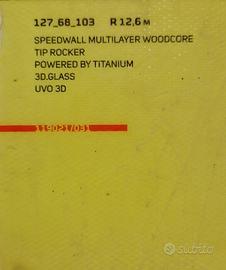 127_68_103 R 12,6 M
SPEEDWALL MULTILAYER WOODCORE
TIP ROCKER
POWERED BY TITANIUM
3D.GLASS
UVO 3D
119021/031
subito